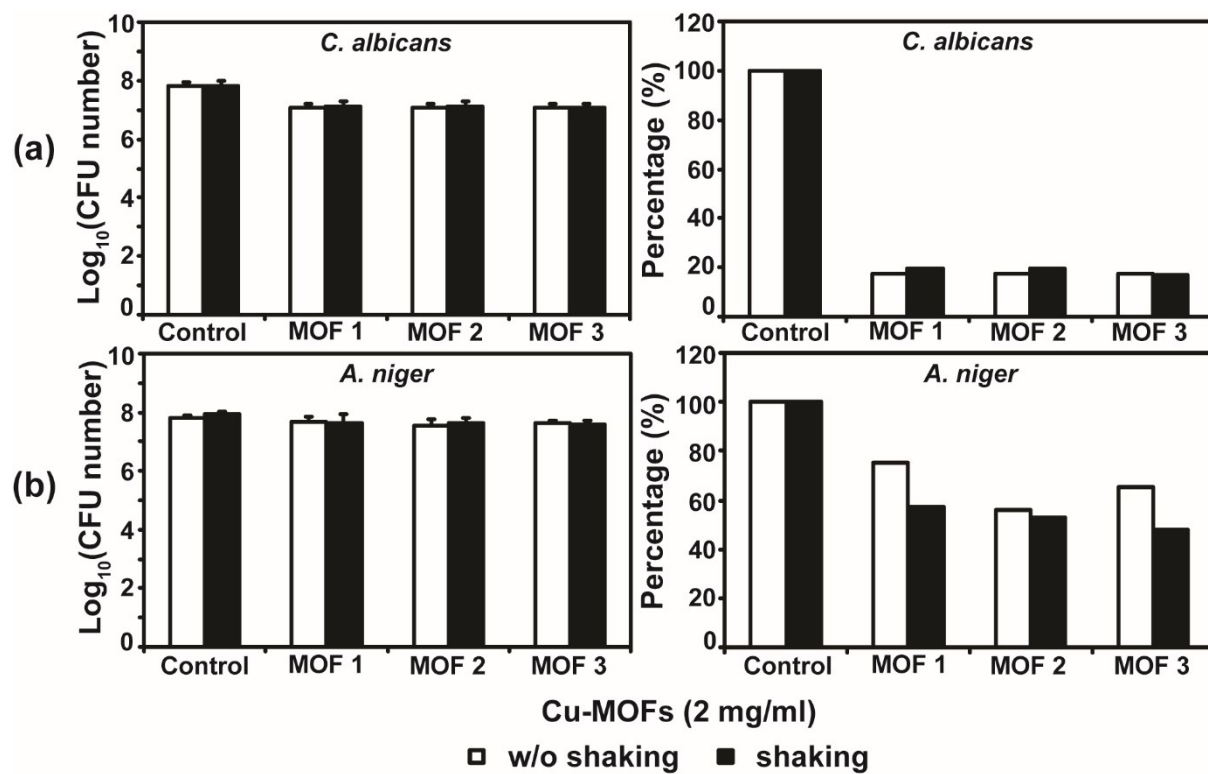 (a)
Log10(CFU number)
10
8
6
4
2
0
C. albicans
Control MOF 1 MOF 2 MOF 3
Percentage (%)
120
100
80
60
40
20
0
C. albicans
Control MOF 1 MOF 2 MOF 3
(b)
Log10(CFU number)
10
8
6
4
2
0
A. niger
Control MOF 1 MOF 2 MOF 3
Percentage (%)
120
100
80
60
40
20
0
A. niger
Control MOF 1 MOF 2 MOF 3
Cu-MOFs (2 mg/ml)
w/o shaking shaking